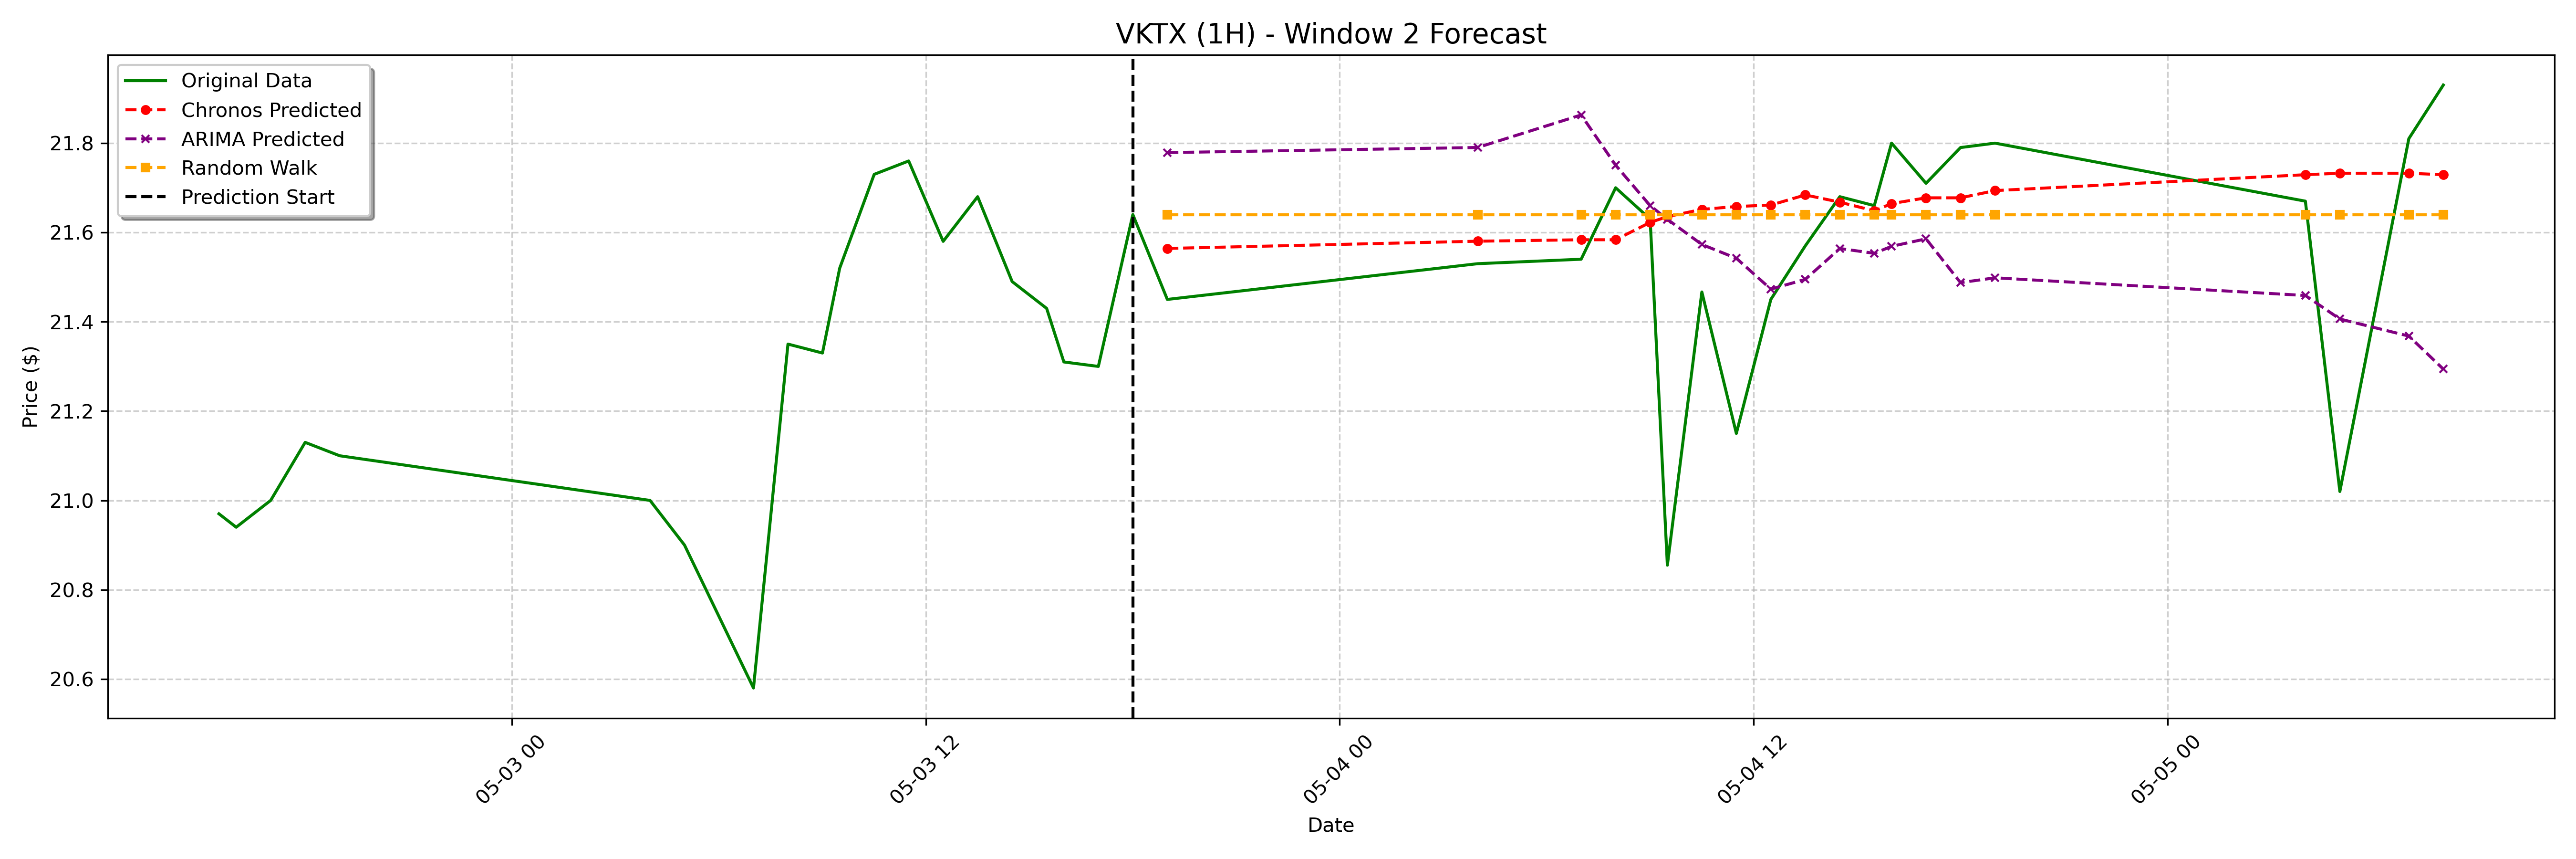 VKTX (1H) - Window 2 Forecast
Original Data
Chronos Predicted
ARIMA Predicted
Random Walk
Prediction Start
Price ($)
21.8
21.6
21.4
21.2
21.0
20.8
20.6
05-03 00
05-03 12
05-04 00
05-04 12
05-05 00
Date